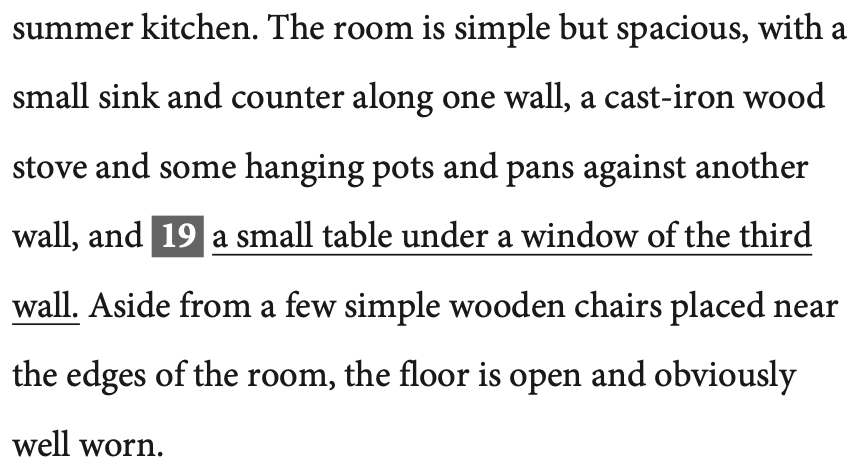 summer kitchen. The room is simple but spacious, with a
small sink and counter along one wall, a cast-iron wood
stove and some hanging pots and pans against another
wall, and 19 a small table under a window of the third
wall. Aside from a few simple wooden chairs placed near
the edges of the room, the floor is open and obviously
well worn.